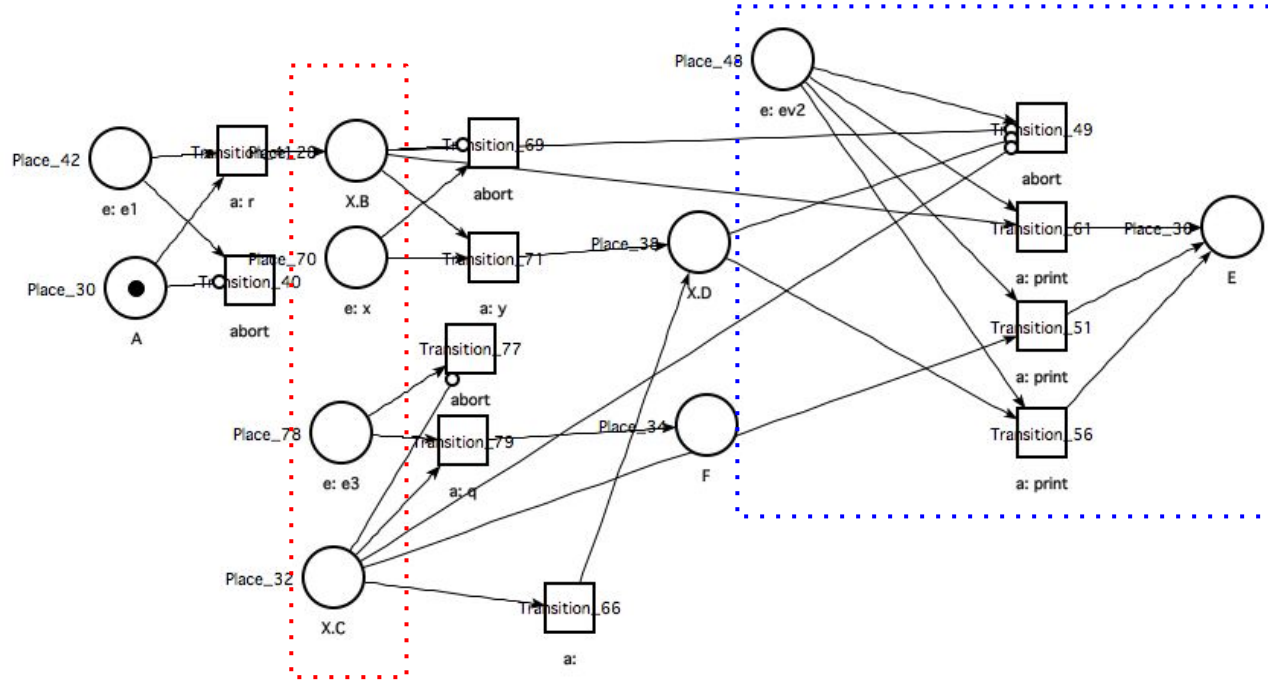 Place_48
e: ev2
Transition_49
abort
Place_42
e: e1
a: r
X.B
Transition_69
abort
Transition_61
a: print
E
Place_70
e: x
Transition_71
a: y
Place_38
X.D
Place_30
A
Transition_40
abort
Transition_51
a: print
Transition_77
abort
Place_78
e: e3
Transition_79
a: q
Place_34
F
Transition_56
a: print
Place_32
X.C
Transition_66
a: